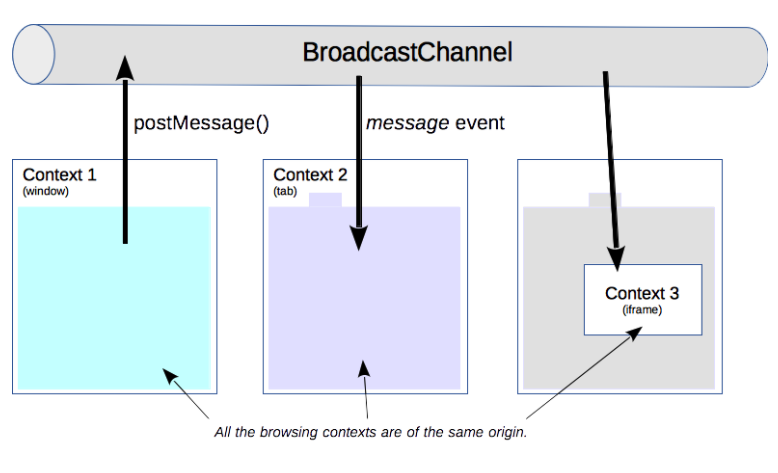 BroadcastChannel
postMessage()
message event
Context 1
(window)
Context 2
(tab)
Context 3
(iframe)
All the browsing contexts are of the same origin.